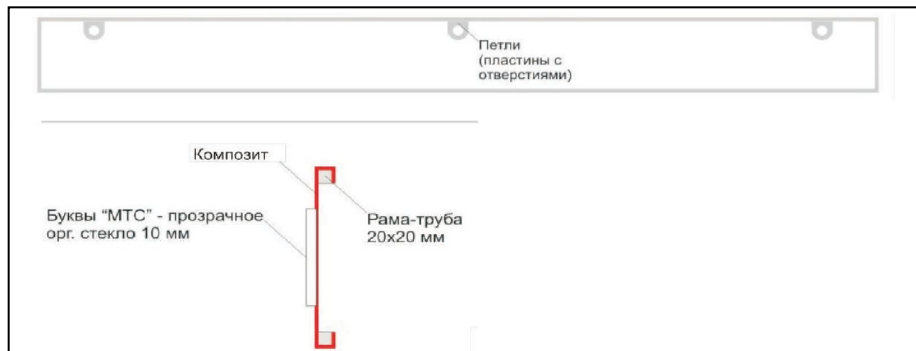 Петли
(пластины с
отверстиями)
Композит
Буквы “МТС” - прозрачное
орг. стекло 10 мм
Рама-труба
20х20 мм